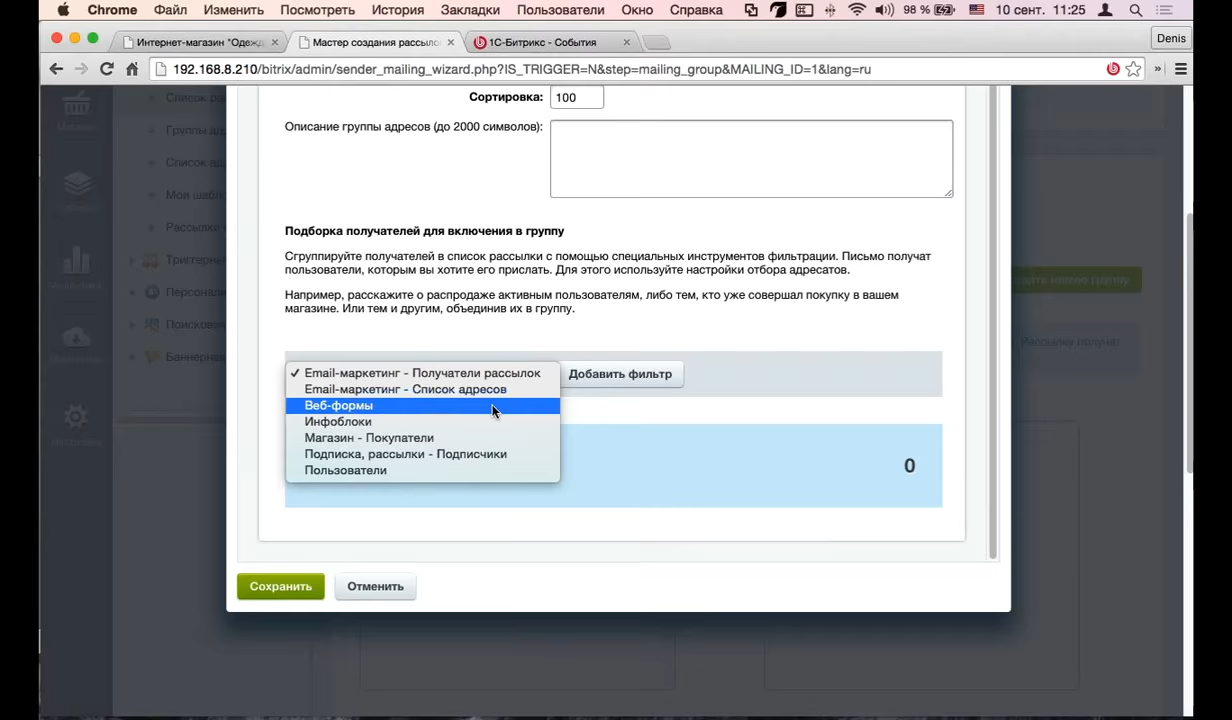 Chrome Файл Изменить Посмотреть История Закладки Пользователи Окно Справка 98 % 10 сент. 11:25
Интернет-магазин "Одежд
Мастер создания рассыло
1С-Битрикс - События
Denis
192.168.8.210/bitrix/admin/sender_mailing_wizard.php?IS_TRIGGER=N&step=mailing_group&MAILING_ID=1&lang=ru
Сортировка: 100
Описание группы адресов (до 2000 символов):
Подборка получателей для включения в группу
Сгруппируйте получателей в список рассылки с помощью специальных инструментов фильтрации. Письмо получат
пользователи, которым вы хотите его прислать. Для этого используйте настройки отбора адресатов.
Например, расскажите о распродаже активным пользователям, либо тем, кто уже совершал покупку в вашем
магазине. Или тем и другим, объединив их в группу.
✓ Email-маркетинг - Получатели рассылок
Добавить фильтр
Email-маркетинг - Список адресов
Веб-формы
Инфоблоки
Магазин - Покупатели
Подписка, рассылки - Подписчики
Пользователи
0
Сохранить Отменить
Список
Группы
Список
Мои
Рассылки